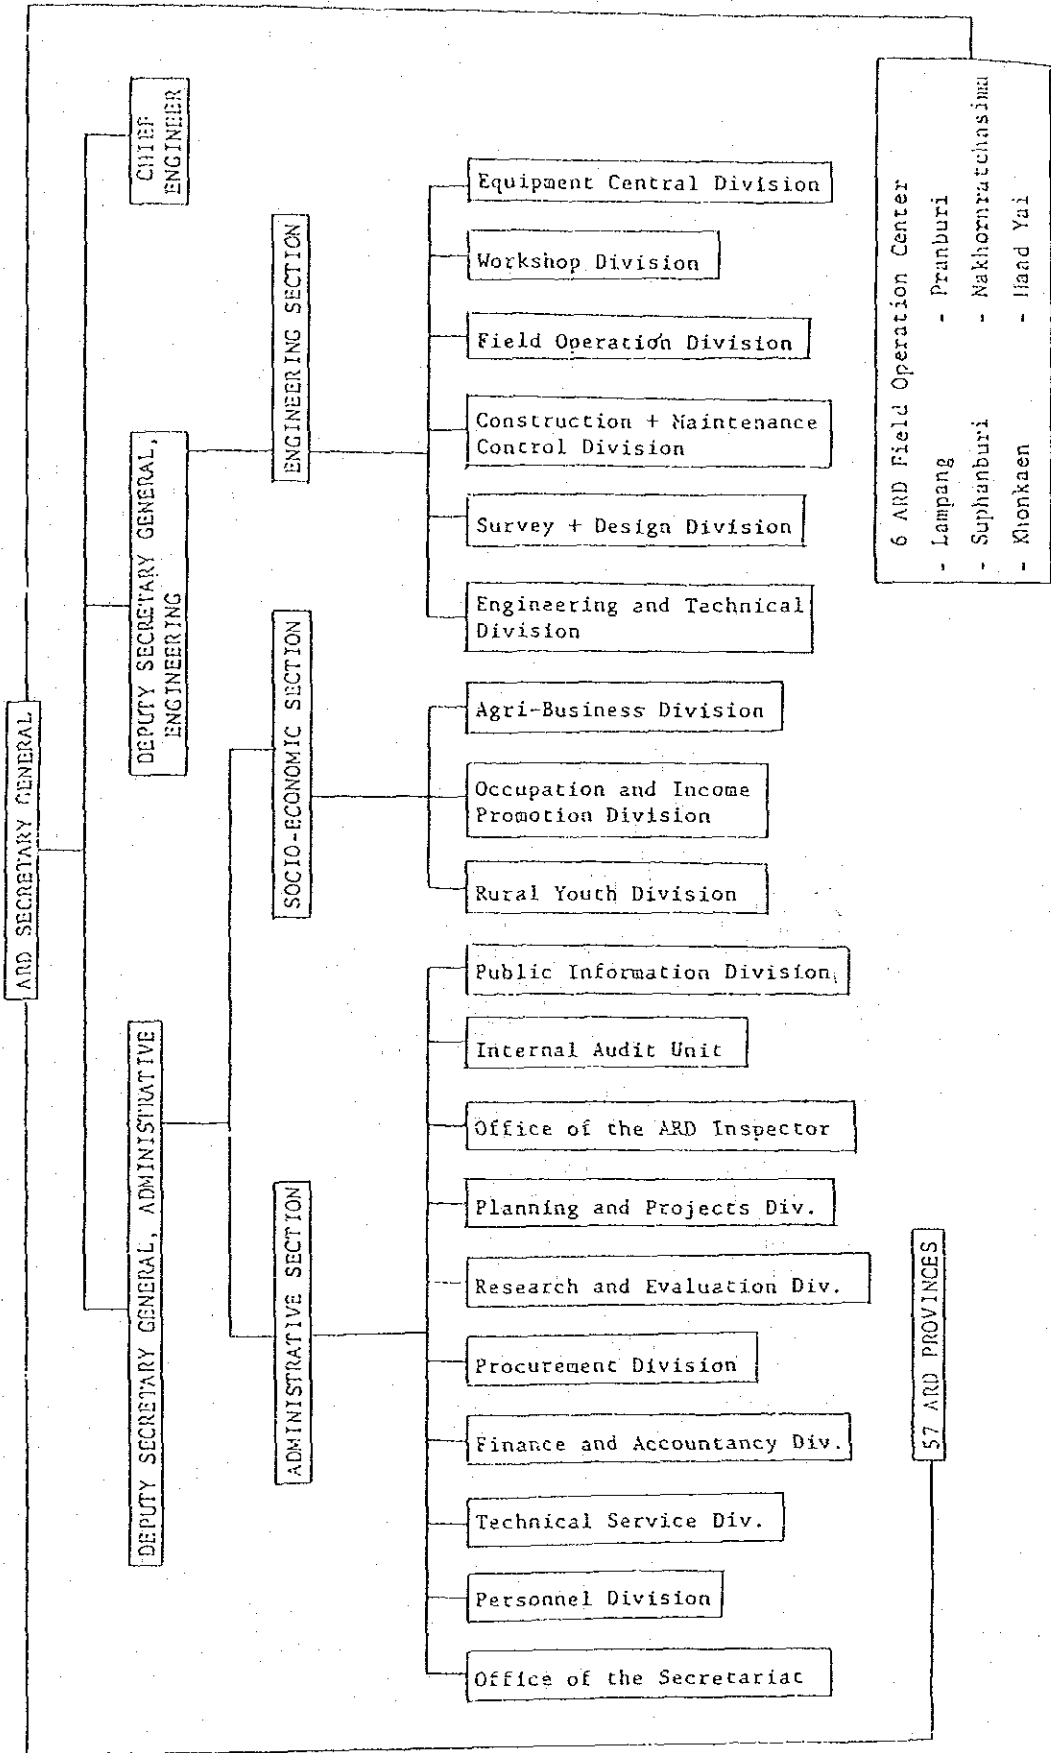 ARD SECRETARY GENERAL
DEPUTY SECRETARY GENERAL, ADMINISTRATIVE
DEPUTY SECRETARY GENERAL,
ENGINEERING
CHIEF
ENGINEER
ADMINISTRATIVE SECTION
SOCIO-ECONOMIC SECTION
ENGINEERING SECTION
Equipment Central Division
Workshop Division
Field Operation Division
Construction + Maintenance
Control Division
Survey + Design Division
Engineering and Technical
Division
Agri-Business Division
Occupation and Income
Promotion Division
Rural Youth Division
Public Information Division
Internal Audit Unit
Office of the ARD Inspector
Planning and Projects Div.
Research and Evaluation Div.
Procurement Division
Finance and Accountancy Div.
Technical Service Div.
Personnel Division
Office of the Secretariat
57 ARD PROVINCES
6 ARD Field Operation Center
- Lampang - Pranburi
- Suphanburi - Nakhornratchasima
- Khonkaen - Haad Yai